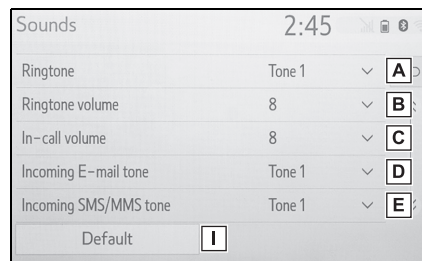 Sounds 2:45
Ringtone Tone 1 A
Ringtone volume 8 B
In-call volume 8 C
Incoming E-mail tone Tone 1 D
Incoming SMS/MMS tone Tone 1 E
Default I